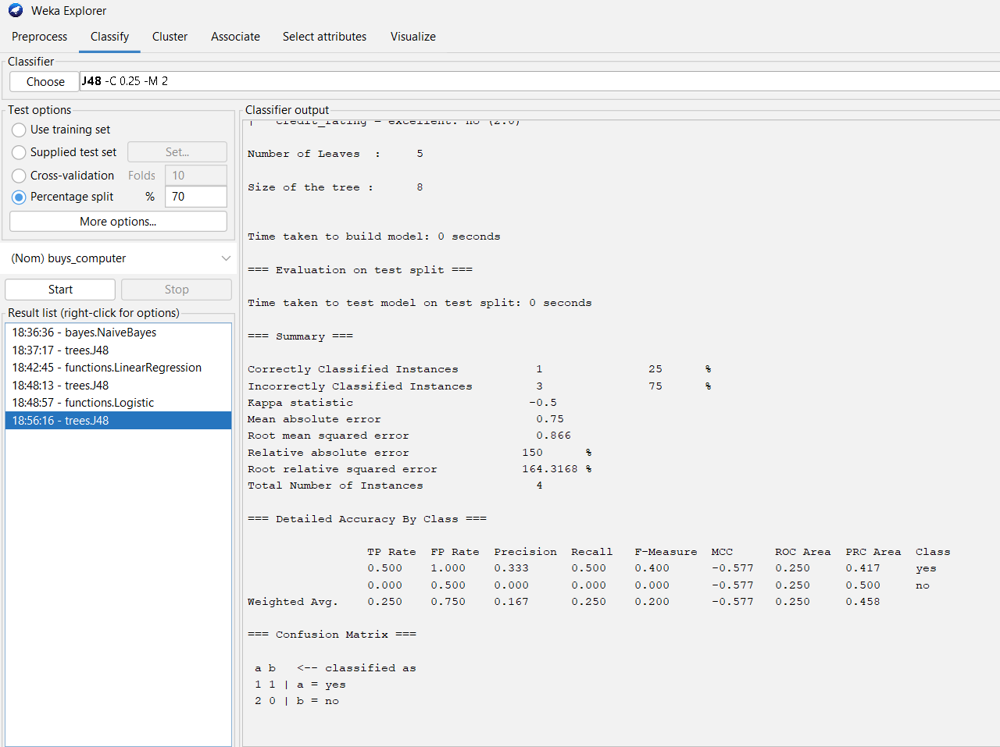 Weka Explorer
Preprocess Classify Cluster Associate Select attributes Visualize
Classifier
Choose J48 -C 0.25 -M 2
Test options
Use training set
Supplied test set Set...
Cross-validation Folds 10
Percentage split % 70
More options...
(Nom) buys_computer
Start Stop
Result list (right-click for options)
18:36:36 - bayes.NaiveBayes
18:37:17 - trees.J48
18:42:45 - functions.LinearRegression
18:48:13 - trees.J48
18:48:57 - functions.Logistic
18:56:16 - trees.J48
Classifier output
| credit_rating = excellent: no (2.0)
Number of Leaves : 5
Size of the tree : 8
Time taken to build model: 0 seconds
=== Evaluation on test split ===
Time taken to test model on test split: 0 seconds
=== Summary ===
Correctly Classified Instances 1 25 %
Incorrectly Classified Instances 3 75 %
Kappa statistic -0.5
Mean absolute error 0.75
Root mean squared error 0.866
Relative absolute error 150 %
Root relative squared error 164.3168 %
Total Number of Instances 4
=== Detailed Accuracy By Class ===
TP Rate FP Rate Precision Recall F-Measure MCC ROC Area PRC Area Class
0.500 1.000 0.333 0.500 0.400 -0.577 0.250 0.417 yes
0.000 0.500 0.000 0.000 0.000 -0.577 0.250 0.500 no
Weighted Avg. 0.250 0.750 0.167 0.250 0.200 -0.577 0.250 0.458
=== Confusion Matrix ===
a b <-- classified as
1 1 | a = yes
2 0 | b = no